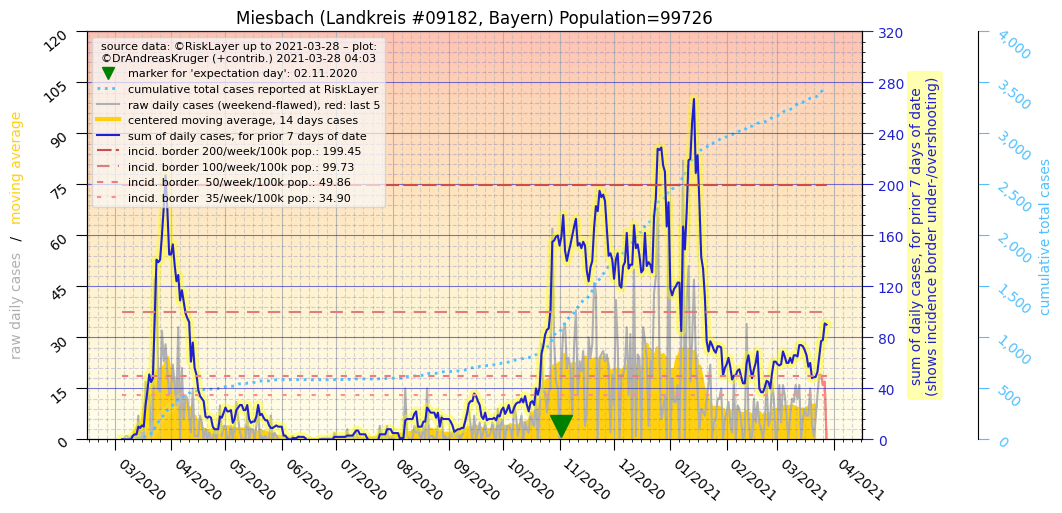 Miesbach (Landkreis #09182, Bayern) Population=99726
source data: ©RiskLayer up to 2021-03-28 – plot:
©DrAndreasKruger (+contrib.) 2021-03-28 04:03
marker for 'expectation day': 02.11.2020
cumulative total cases reported at RiskLayer
raw daily cases (weekend-flawed), red: last 5
centered moving average, 14 days cases
sum of daily cases, for prior 7 days of date
incid. border 200/week/100k pop.: 199.45
incid. border 100/week/100k pop.: 99.73
incid. border  50/week/100k pop.: 49.86
incid. border  35/week/100k pop.: 34.90
raw daily cases / moving average
120
105
90
75
60
45
30
15
0
03/2020
04/2020
05/2020
06/2020
07/2020
08/2020
09/2020
10/2020
11/2020
12/2020
01/2021
02/2021
03/2021
04/2021
320
280
240
200
160
120
80
40
0
sum of daily cases, for prior 7 days of date
(shows incidence border under-/overshooting)
4,000
3,500
3,000
2,500
2,000
1,500
1,000
500
0
cumulative total cases